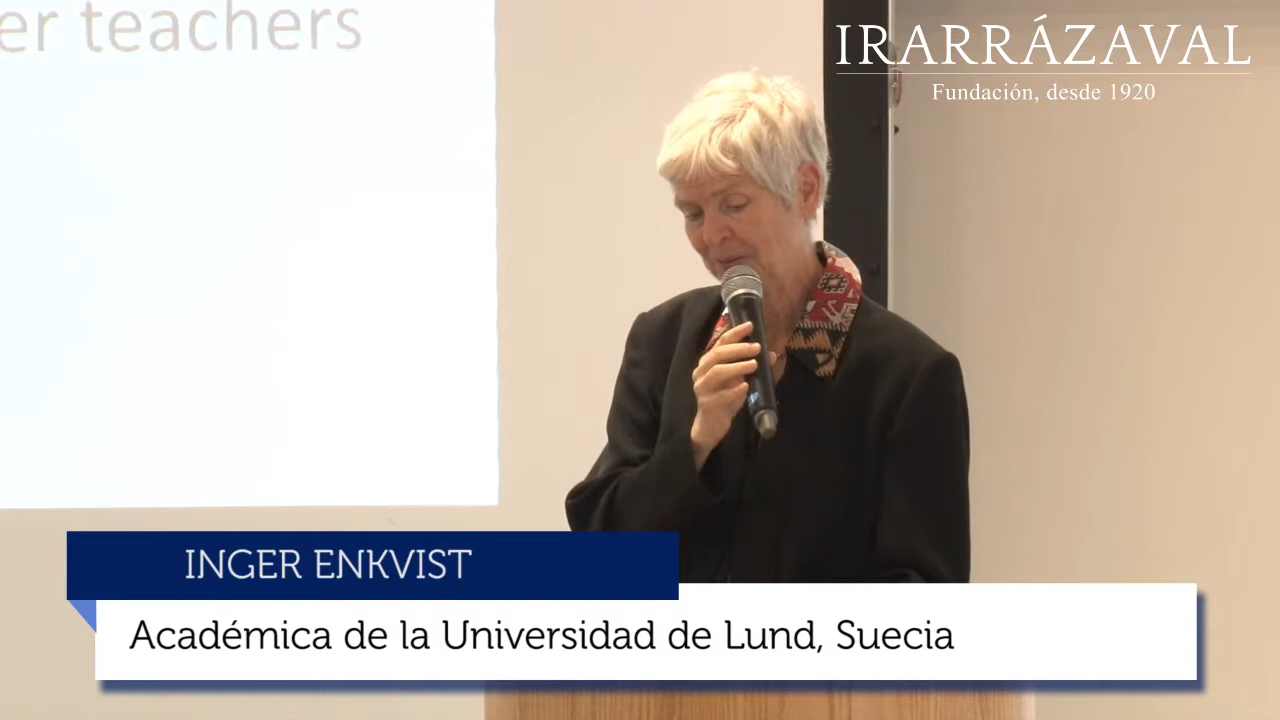 er teachers
IRARRÁZAVAL
Fundación, desde 1920
INGER ENKVIST
Académica de la Universidad de Lund, Suecia